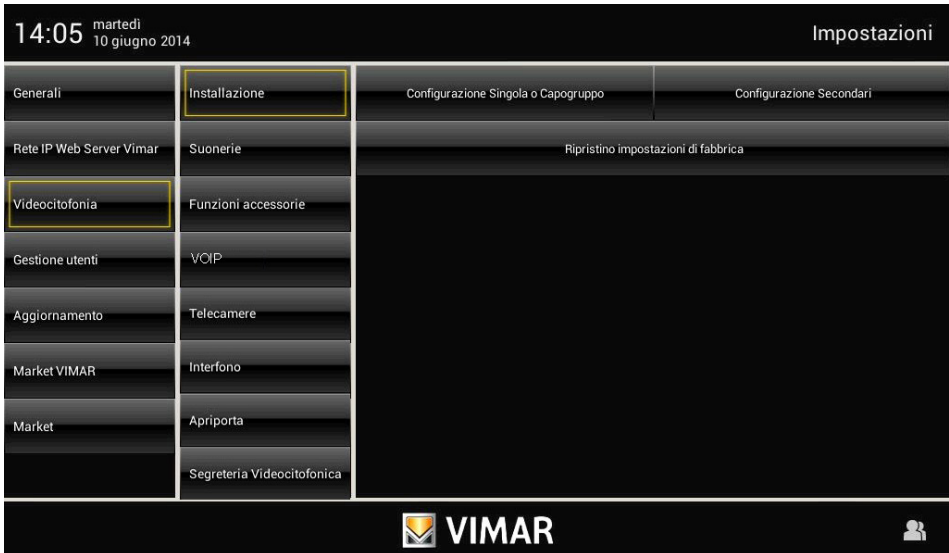 14:05
martedì
10 giugno 2014
Impostazioni
Generali
Rete IP Web Server Vimar
Videocitofonia
Gestione utenti
Aggiornamento
Market VIMAR
Market
Installazione
Suonerie
Funzioni accessorie
VOIP
Telecamere
Interfono
Apriporta
Segreteria Videocitofonica
Configurazione Singola o Capogruppo
Configurazione Secondari
Ripristino impostazioni di fabbrica
VIMAR